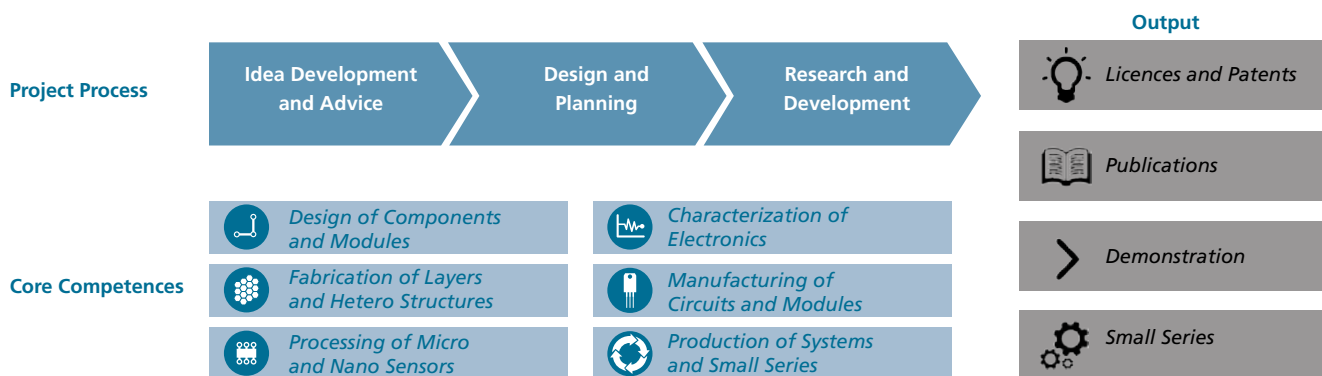 Output
Project Process
Idea Development
and Advice
Design and
Planning
Research and
Development
Licences and Patents
Publications
Demonstration
Small Series
Core Competences
Design of Components
and Modules
Characterization of
Electronics
Fabrication of Layers
and Hetero Structures
Manufacturing of
Circuits and Modules
Processing of Micro
and Nano Sensors
Production of Systems
and Small Series